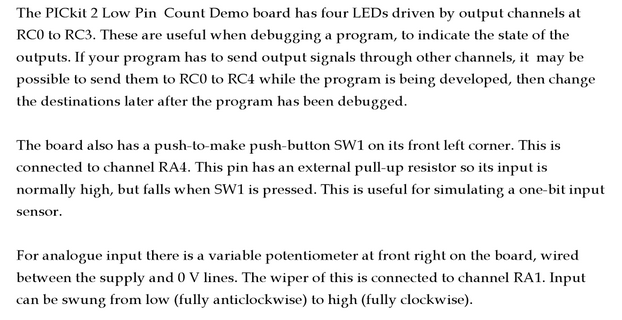 The PICkit 2 Low Pin Count Demo board has four LEDs driven by output channels at
RC0 to RC3. These are useful when debugging a program, to indicate the state of the
outputs. If your program has to send output signals through other channels, it may be
possible to send them to RC0 to RC4 while the program is being developed, then change
the destinations later after the program has been debugged.
The board also has a push-to-make push-button SW1 on its front left corner. This is
connected to channel RA4. This pin has an external pull-up resistor so its input is
normally high, but falls when SW1 is pressed. This is useful for simulating a one-bit input
sensor.
For analogue input there is a variable potentiometer at front right on the board, wired
between the supply and 0 V lines. The wiper of this is connected to channel RA1. Input
can be swung from low (fully anticlockwise) to high (fully clockwise).